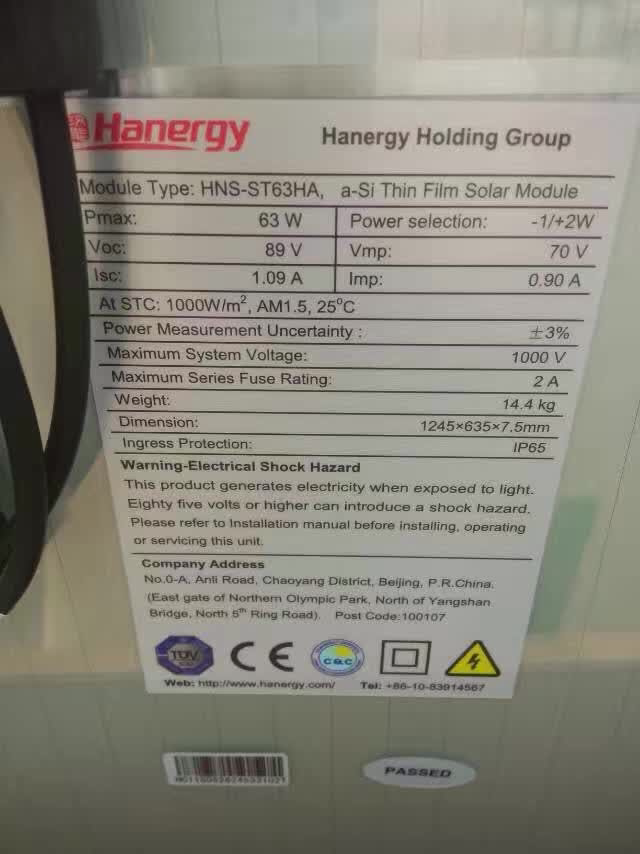 Hanergy Hanergy Holding Group
Module Type: HNS-ST63HA, a-Si Thin Film Solar Module
Pmax: 63 W Power selection: -1/+2W
Voc: 89 V Vmp: 70 V
Isc: 1.09 A Imp: 0.90 A
At STC: 1000W/m², AM1.5, 25°C
Power Measurement Uncertainty : ±3%
Maximum System Voltage: 1000 V
Maximum Series Fuse Rating: 2 A
Weight: 14.4 kg
Dimension: 1245×635×7.5mm
Ingress Protection: IP65
Warning-Electrical Shock Hazard
This product generates electricity when exposed to light.
Eighty five volts or higher can introduce a shock hazard.
Please refer to Installation manual before installing, operating
or servicing this unit.
Company Address
No.0-A, Anli Road, Chaoyang District, Beijing, P.R.China.
(East gate of Northern Olympic Park, North of Yangshan
Bridge, North 5th Ring Road). Post Code:100107
TÜV CE CQC
Web: http://www.hanergy.com/ Tel: +86-10-83914567
PASSED